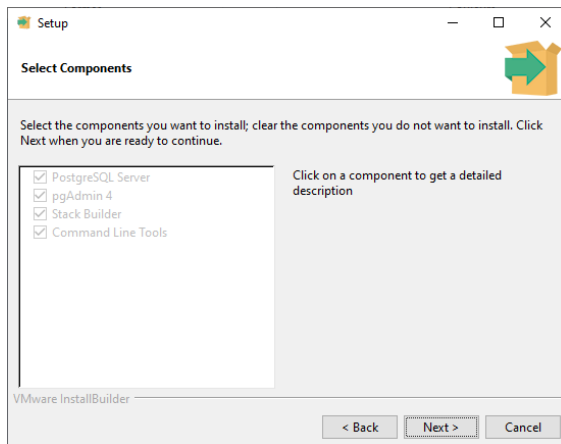 Setup
Select Components
Select the components you want to install; clear the components you do not want to install. Click
Next when you are ready to continue.
PostgreSQL Server
pgAdmin 4
Stack Builder
Command Line Tools
Click on a component to get a detailed
description
VMware InstallBuilder
< Back
Next >
Cancel